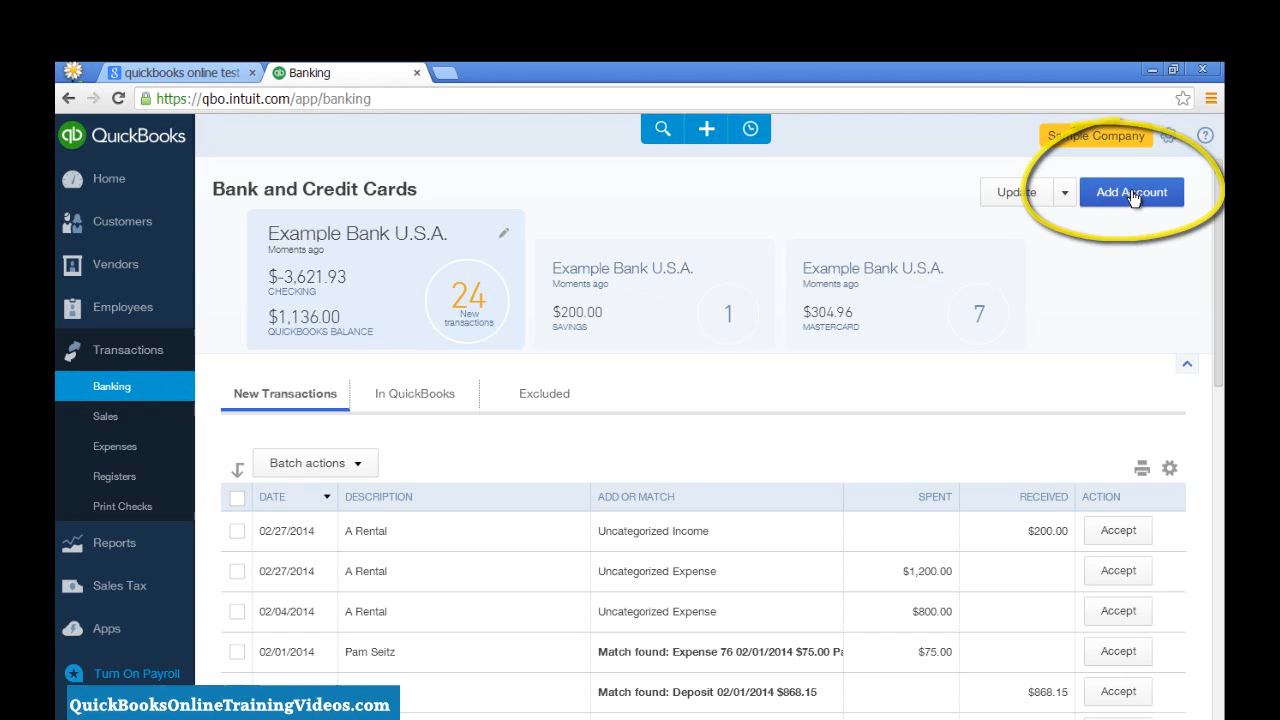 quickbooks online test
Banking
https://qbo.intuit.com/app/banking
qb QuickBooks
Sample Company
Home
Customers
Vendors
Employees
Transactions
Banking
Sales
Expenses
Registers
Print Checks
Reports
Sales Tax
Apps
Turn On Payroll
Bank and Credit Cards
Update
Add Account
Example Bank U.S.A.
Moments ago
$-3,621.93
CHECKING
$1,136.00
QUICKBOOKS BALANCE
24
New
transactions
Example Bank U.S.A.
Moments ago
$200.00
SAVINGS
1
Example Bank U.S.A.
Moments ago
$304.96
MASTERCARD
7
New Transactions In QuickBooks Excluded
Batch actions
DATE DESCRIPTION ADD OR MATCH SPENT RECEIVED ACTION
02/27/2014 A Rental Uncategorized Income $200.00 Accept
02/27/2014 A Rental Uncategorized Expense $1,200.00 Accept
02/04/2014 A Rental Uncategorized Expense $800.00 Accept
02/01/2014 Pam Seitz Match found: Expense 76 02/01/2014 $75.00 Pa $75.00 Accept
Match found: Deposit 02/01/2014 $868.15 $868.15 Accept
QuickBooksOnlineTrainingVideos.com